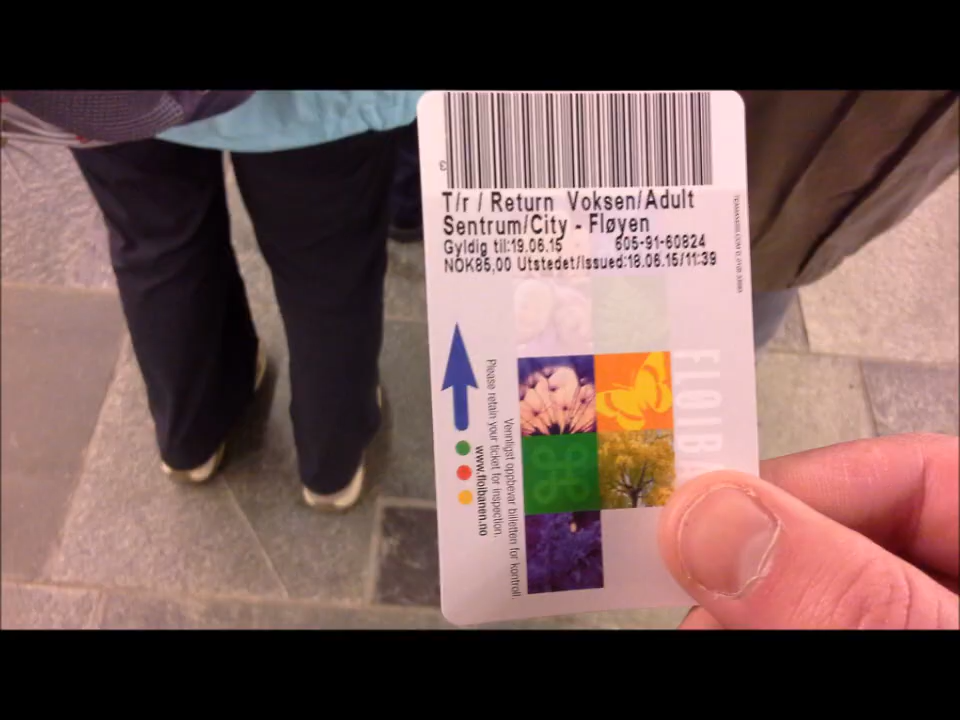 T/r / Return Voksen/Adult
Sentrum/City - Fløyen
Gyldig til:19.06.15 605-91-60824
NOK85,00 Utstedet/Issued:18.06.15/11:39
Vennligst oppbevar billetten for kontroll.
Please retain your ticket for inspection.
www.floibanen.no